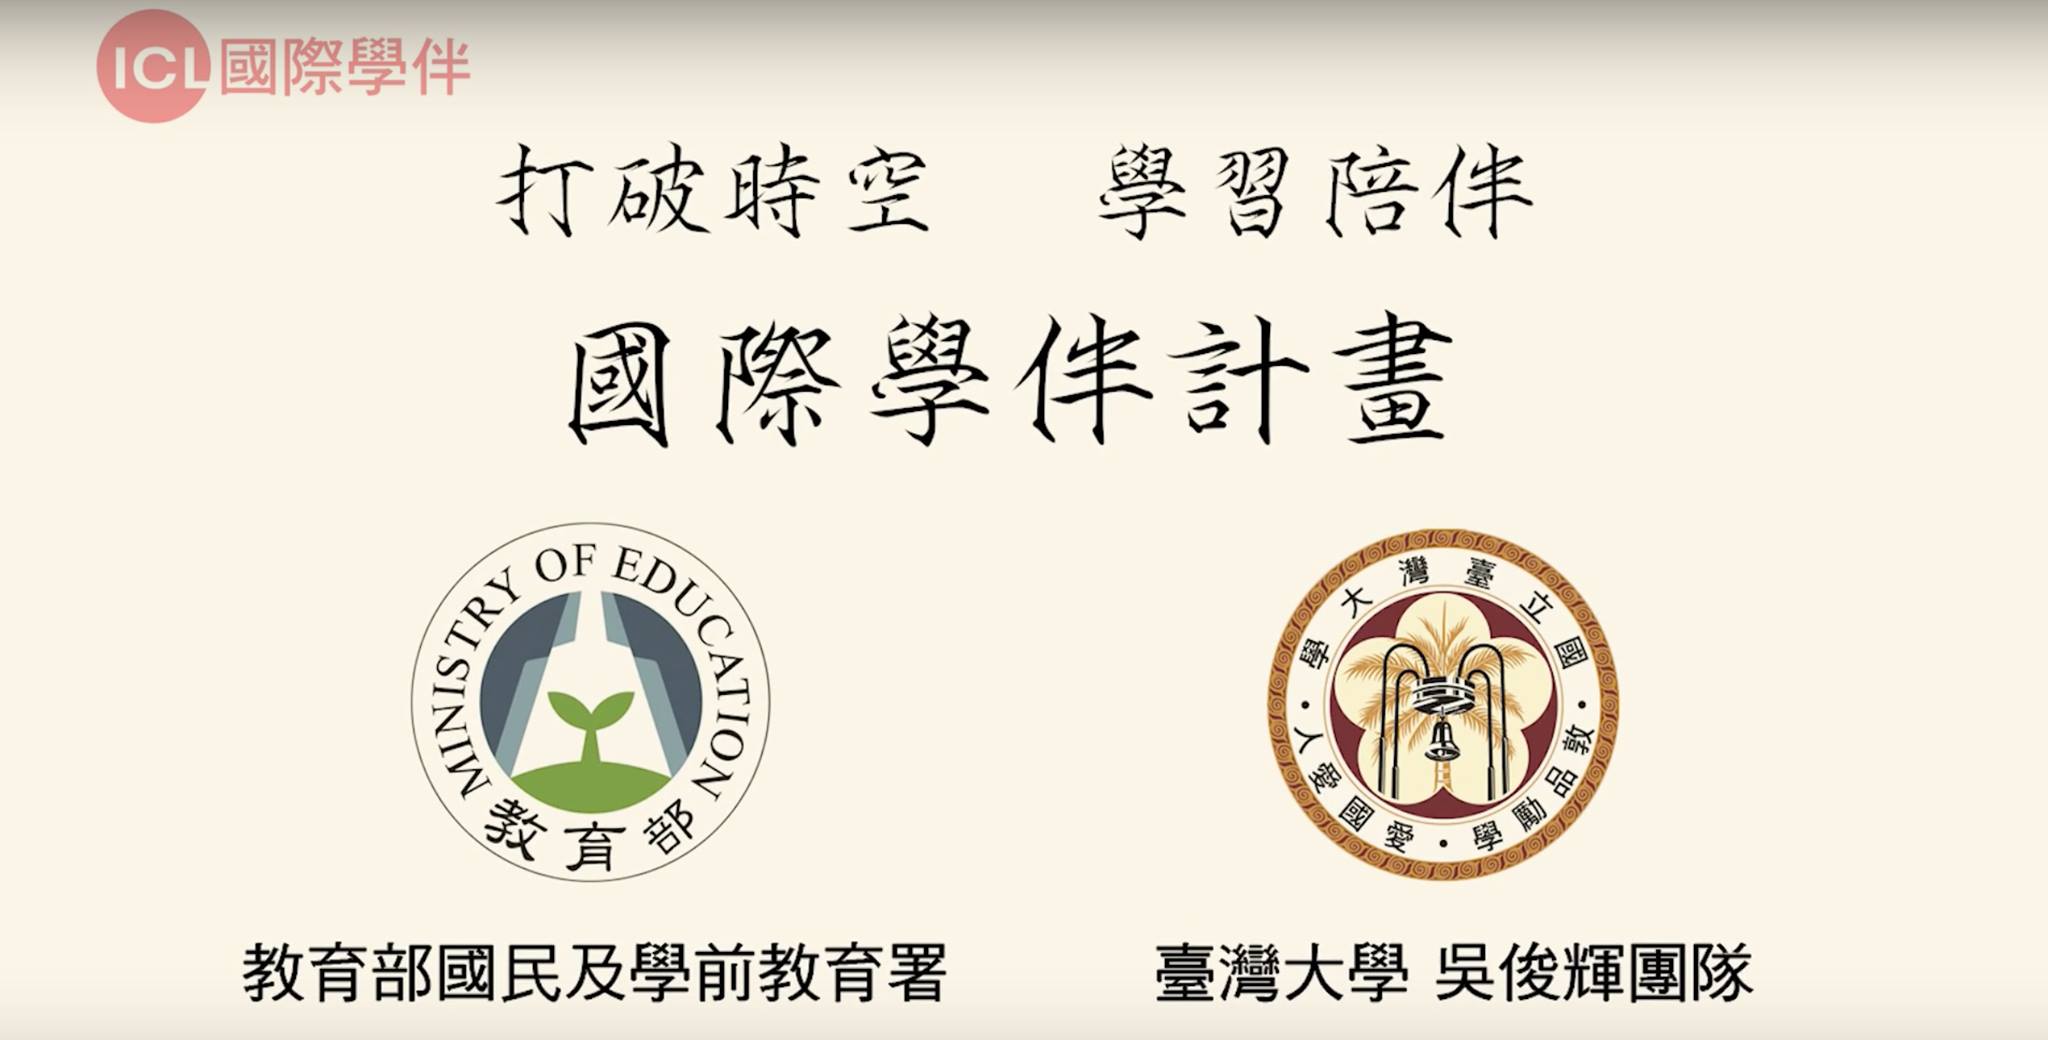 ICL國際學伴
打破時空 學習陪伴
國際學伴計畫
MINISTRY OF EDUCATION
教育部
國立臺灣大學
敦品勵學・愛國愛人
教育部國民及學前教育署
臺灣大學 吳俊輝團隊